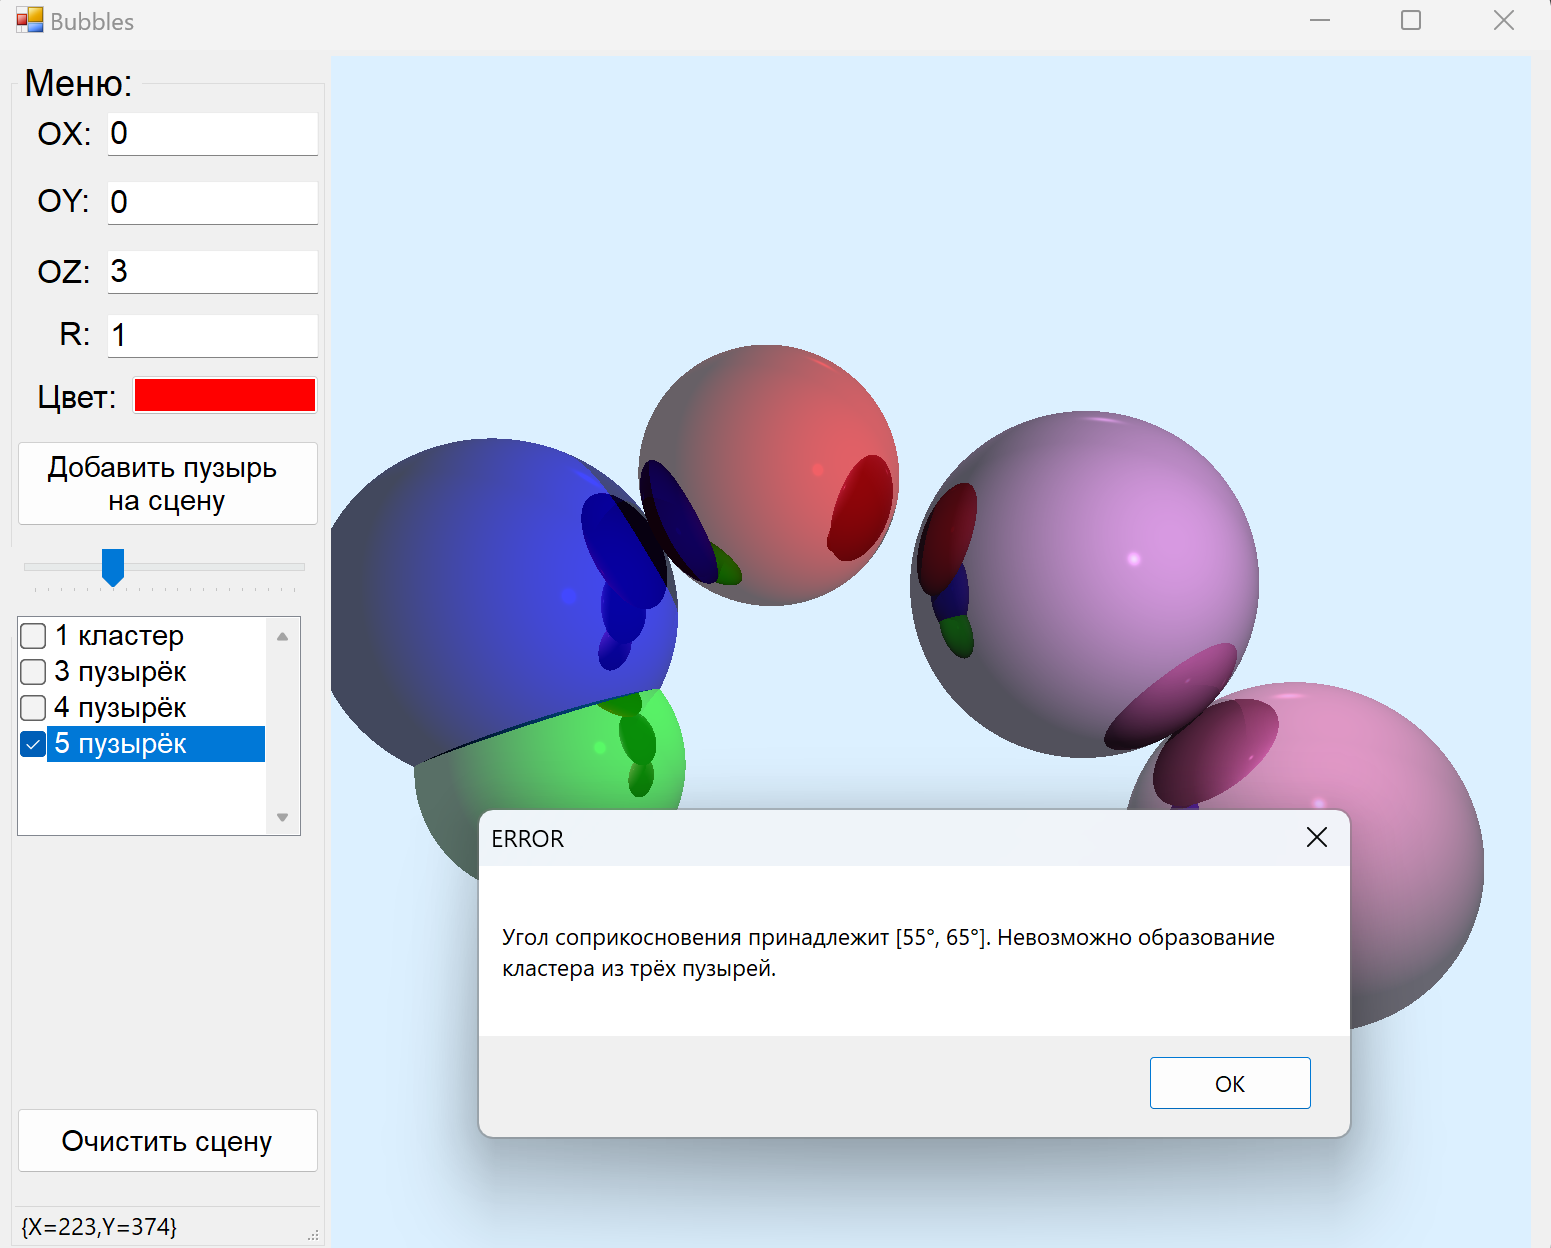 Bubbles
Меню:
OX: 0
OY: 0
OZ: 3
R: 1
Цвет:
Добавить пузырь
на сцену
1 кластер
3 пузырёк
4 пузырёк
5 пузырёк
ERROR
Угол соприкосновения принадлежит [55°, 65°]. Невозможно образование
кластера из трёх пузырей.
OK
Очистить сцену
{X=223,Y=374}